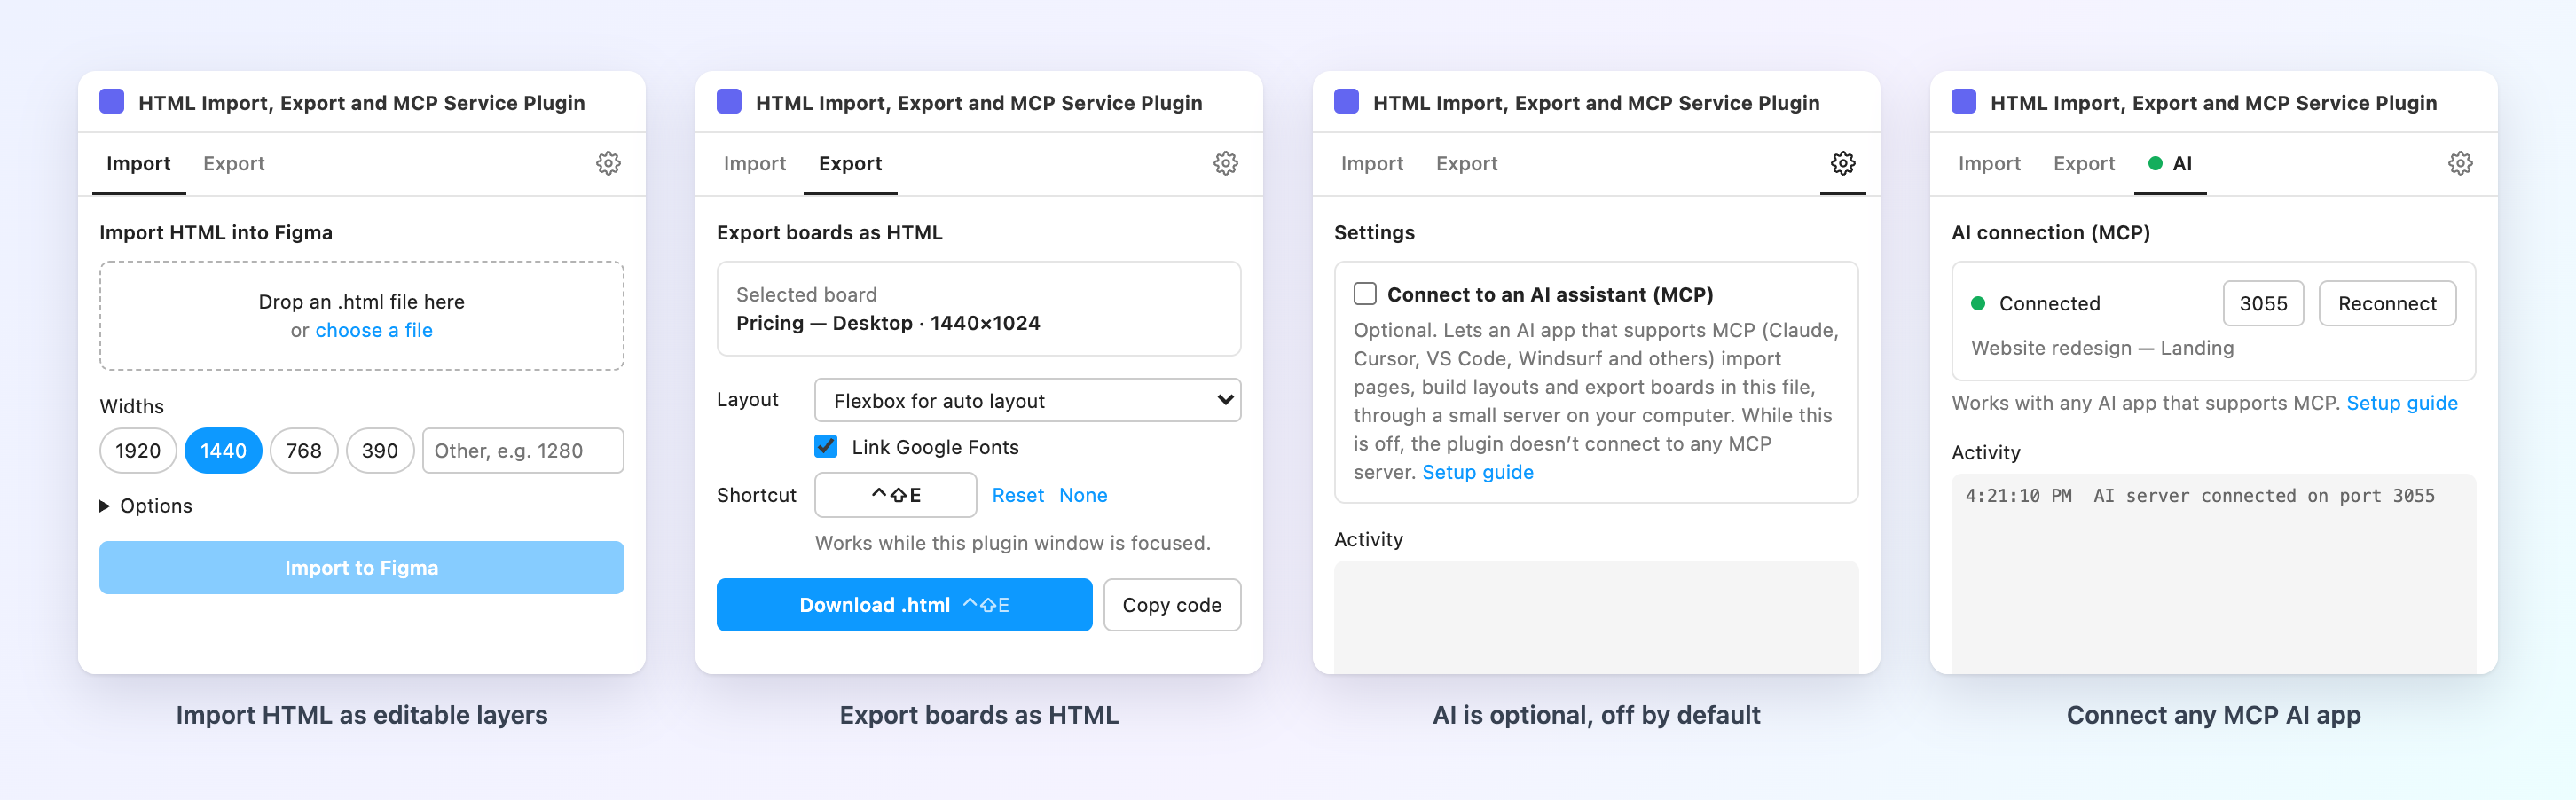 HTML Import, Export and MCP Service Plugin
Import Export
Import HTML into Figma
Drop an .html file here
or choose a file
Widths
1920 1440 768 390 Other, e.g. 1280
Options
Import to Figma
Import HTML as editable layers
HTML Import, Export and MCP Service Plugin
Import Export
Export boards as HTML
Selected board
Pricing — Desktop · 1440×1024
Layout Flexbox for auto layout
Link Google Fonts
Shortcut ^⇧E Reset None
Works while this plugin window is focused.
Download .html ^⇧E Copy code
Export boards as HTML
HTML Import, Export and MCP Service Plugin
Import Export
Settings
Connect to an AI assistant (MCP)
Optional. Lets an AI app that supports MCP (Claude,
Cursor, VS Code, Windsurf and others) import
pages, build layouts and export boards in this file,
through a small server on your computer. While this
is off, the plugin doesn’t connect to any MCP
server. Setup guide
Activity
AI is optional, off by default
HTML Import, Export and MCP Service Plugin
Import Export AI
AI connection (MCP)
Connected 3055 Reconnect
Website redesign — Landing
Works with any AI app that supports MCP. Setup guide
Activity
4:21:10 PM AI server connected on port 3055
Connect any MCP AI app